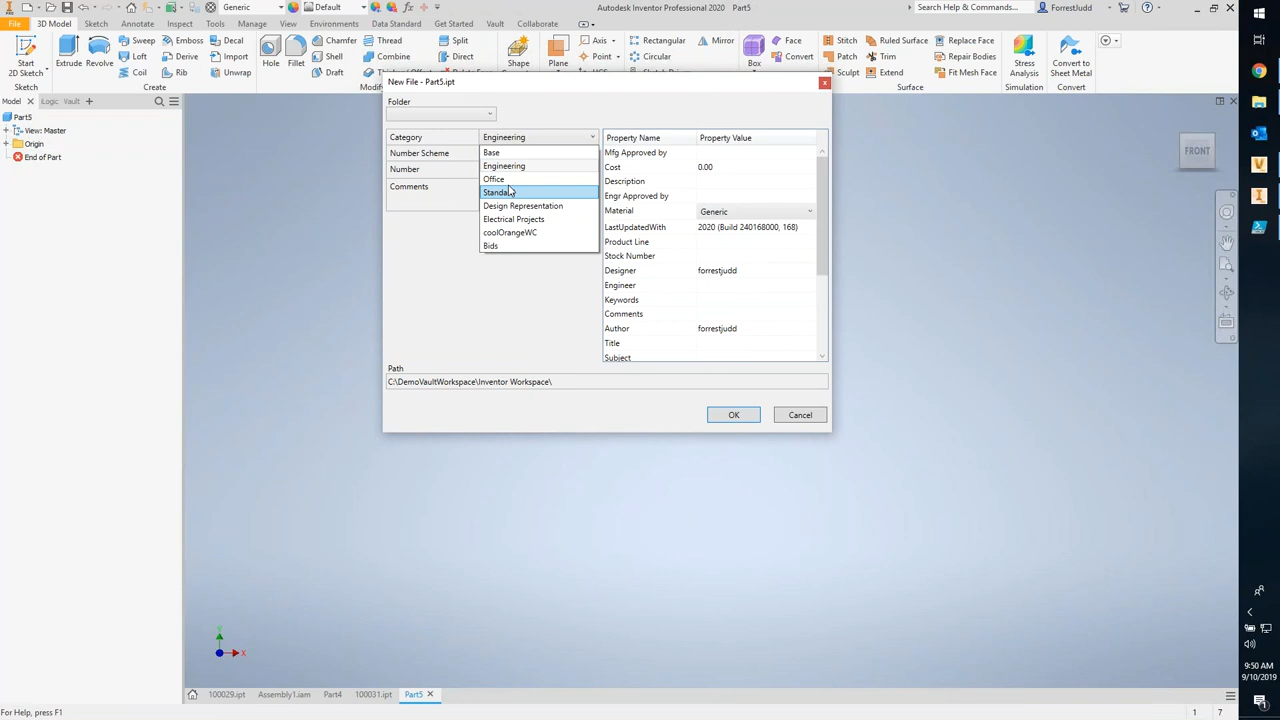 Generic
Default
Autodesk Inventor Professional 2020 Part5
Search Help & Commands...
ForrestJudd
File
3D Model
Sketch
Annotate
Inspect
Tools
Manage
View
Environments
Data Standard
Get Started
Vault
Collaborate
Start
2D Sketch
Extrude
Revolve
Sweep
Loft
Coil
Emboss
Derive
Rib
Decal
Import
Unwrap
Hole
Fillet
Chamfer
Shell
Draft
Thread
Combine
Split
Direct
Shape
Plane
Axis
Point
Rectangular
Circular
Mirror
Box
Face
Convert
Stitch
Patch
Sculpt
Ruled Surface
Trim
Extend
Replace Face
Repair Bodies
Fit Mesh Face
Stress
Analysis
Convert to
Sheet Metal
Sketch
Create
Surface
Simulation
Convert
Model
iLogic
Vault
Part5
View: Master
Origin
End of Part
New File - Part5.ipt
x
Folder
Category
Engineering
Number Scheme
Number
Comments
Base
Engineering
Office
Design Representation
Electrical Projects
coolOrangeWC
Bids
Property Name
Property Value
Mfg Approved by
Cost
0.00
Description
Engr Approved by
Material
Generic
LastUpdatedWith
2020 (Build 240168000, 168)
Product Line
Stock Number
Designer
forrestjudd
Engineer
Keywords
Comments
Author
forrestjudd
Title
Subject
Path
C:\DemoVaultWorkspace\Inventor Workspace\
OK
Cancel
FRONT
Y
X
100029.ipt
Assembly1.iam
Part4
100031.ipt
Part5
For Help, press F1
1
7
9:50 AM
9/10/2019
1